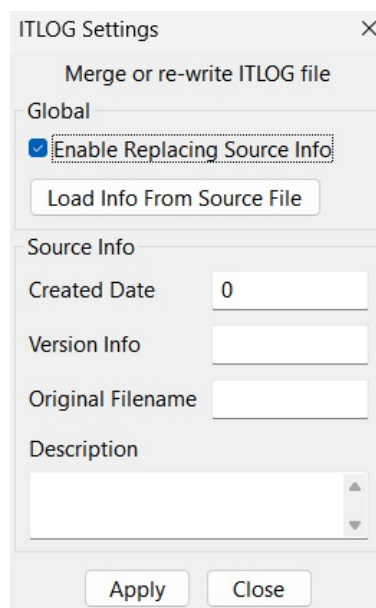 ITLOG Settings
Merge or re-write ITLOG file
Global
Enable Replacing Source Info
Load Info From Source File
Source Info
Created Date 0
Version Info
Original Filename
Description
Apply Close